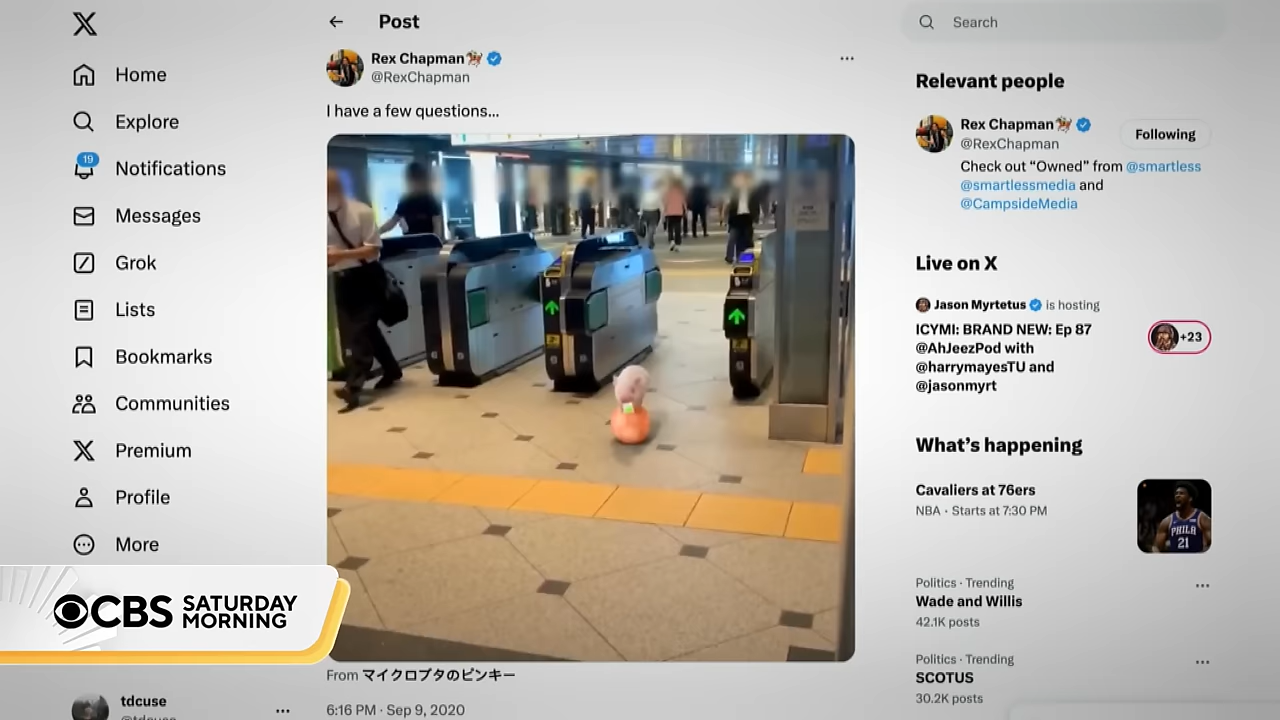 Home
Explore
19
Notifications
Messages
Grok
Lists
Bookmarks
Communities
Premium
Profile
More
CBS SATURDAY MORNING
tdcuse
Post
Rex Chapman
@RexChapman
I have a few questions...
From マイクロブタのピンキー
6:16 PM · Sep 9, 2020
Search
Relevant people
Rex Chapman
@RexChapman
Following
Check out “Owned” from @smartless
@smartlessmedia and
@CampsideMedia
Live on X
Jason Myrtetus is hosting
ICYMI: BRAND NEW: Ep 87
@AhJeezPod with
@harrymayesTU and
@jasonmyrt
+23
What’s happening
Cavaliers at 76ers
NBA · Starts at 7:30 PM
PHILA
21
Politics · Trending
Wade and Willis
42.1K posts
Politics · Trending
SCOTUS
30.2K posts